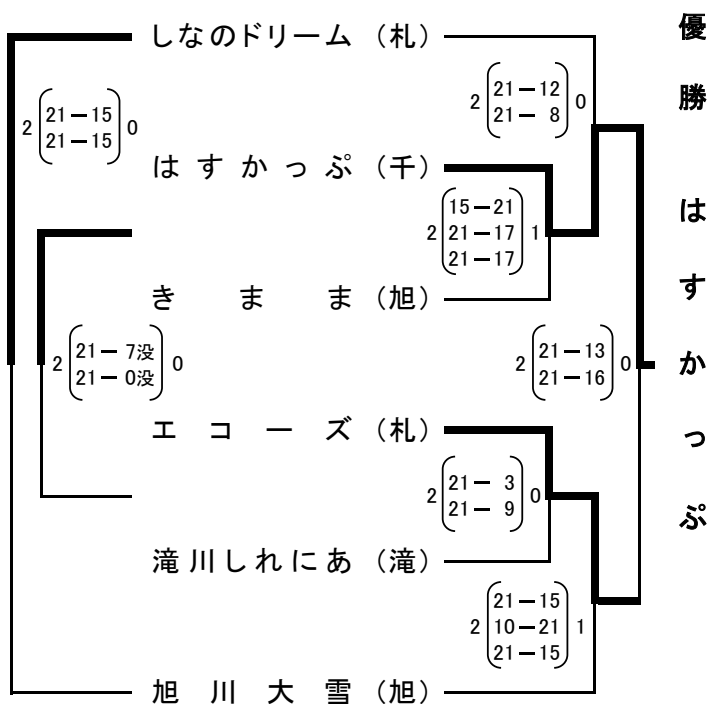 しなのドリーム (札)
2 21-15 0
21-15
2 21-12 0
21- 8
はすかっぷ (千)
15-21
2 21-17 1
21-17
きまま (旭)
2 21- 7没 0
21- 0没
2 21-13 0
21-16
エコーズ (札)
2 21- 3 0
21- 9
滝川しれにあ (滝)
21-15
2 10-21 1
21-15
旭川大雪 (旭)
優勝 はすかっぷ